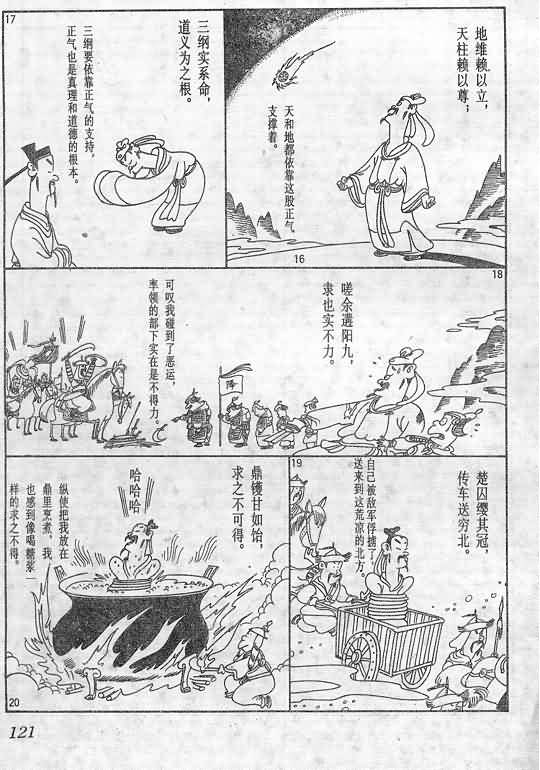 16
地维赖以立，
天柱赖以尊；
天和地都依靠这股正气
支撑着。
17
三纲实系命，
道义为之根。
三纲要依靠正气的支持，
正气也是真理和道德的根本。
18
嗟余遘阳九，
隶也实不力。
可叹我碰到了恶运，
率领的部下实在是不得力。
降
19
楚囚缨其冠，
传车送穷北。
自己被敌军俘掳了！
送来到这荒凉的北方。
20
鼎镬甘如饴，
求之不可得。
哈哈哈
纵使把我放在
鼎里烹煮，我
也感到像喝糖浆一
样的求之不得。
121